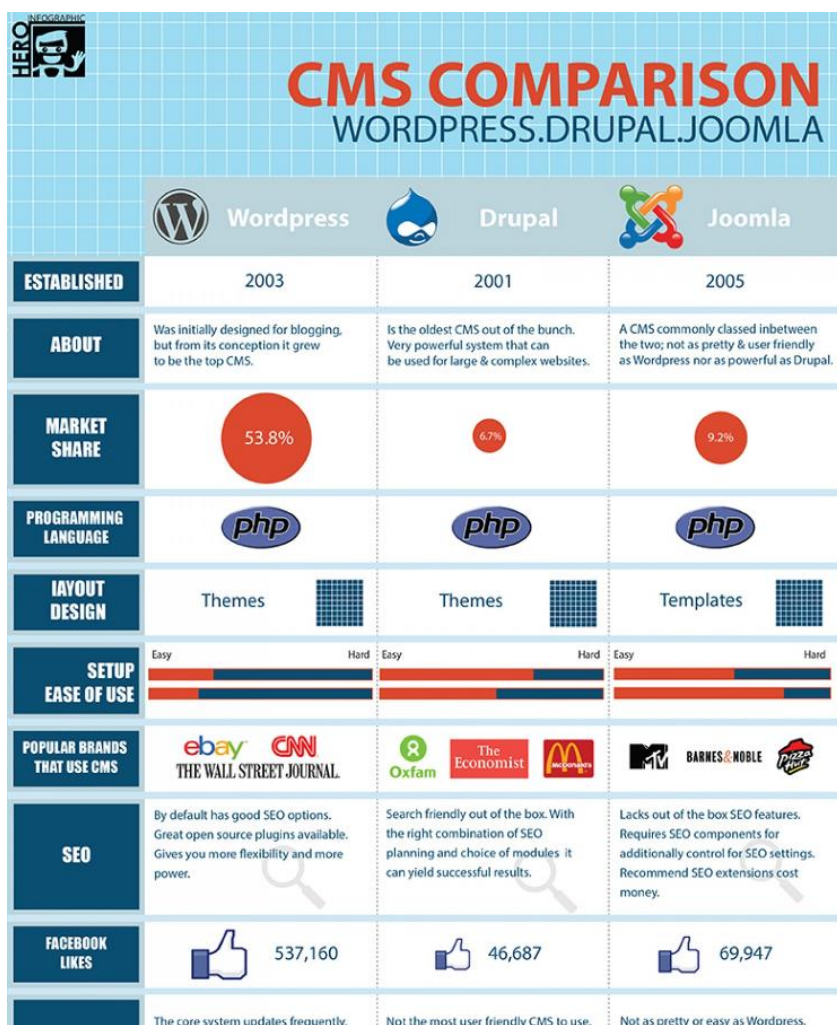 HERO
INFOGRAPHIC
CMS COMPARISON
WORDPRESS.DRUPAL.JOOMLA
Wordpress
Drupal
Joomla
ESTABLISHED
2003
2001
2005
ABOUT
Was initially designed for blogging,
but from its conception it grew
to be the top CMS.
Is the oldest CMS out of the bunch.
Very powerful system that can
be used for large & complex websites.
A CMS commonly classed inbetween
the two; not as pretty & user friendly
as Wordpress nor as powerful as Drupal.
MARKET
SHARE
53.8%
6.7%
9.2%
PROGRAMMING
LANGUAGE
php
php
php
lAYOUT
DESIGN
Themes
Themes
Templates
SETUP
EASE OF USE
Easy Hard
Easy Hard
Easy Hard
POPULAR BRANDS
THAT USE CMS
ebay CNN
THE WALL STREET JOURNAL.
Oxfam
The
Economist
McDonald's
MTV
BARNES&NOBLE
Pizza
Hut
SEO
By default has good SEO options.
Great open source plugins available.
Gives you more flexibility and more
power.
Search friendly out of the box. With
the right combination of SEO
planning and choice of modules it
can yield successful results.
Lacks out of the box SEO features.
Requires SEO components for
additionally control for SEO settings.
Recommend SEO extensions cost
money.
FACEBOOK
LIKES
537,160
46,687
69,947
The core system updates frequently.
Not the most user friendly CMS to use.
Not as pretty or easy as Wordpress.